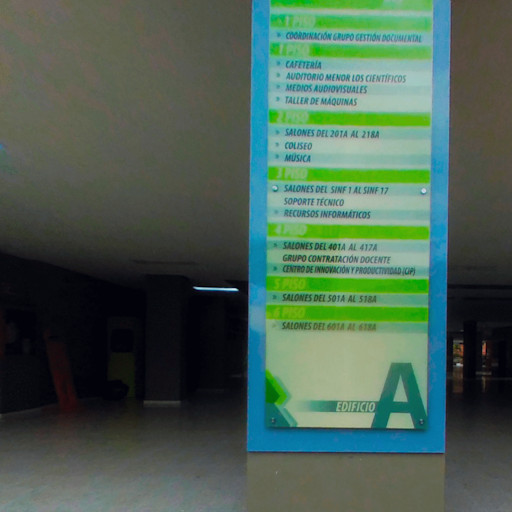 -1 PISO
COORDINACIÓN GRUPO GESTIÓN DOCUMENTAL
1 PISO
CAFETERÍA
AUDITORIO MENOR LOS CIENTÍFICOS
MEDIOS AUDIOVISUALES
TALLER DE MÁQUINAS
2 PISO
SALONES DEL 201A AL 218A
COLISEO
MÚSICA
3 PISO
SALONES DEL SINF 1 AL SINF 17
SOPORTE TÉCNICO
RECURSOS INFORMÁTICOS
4 PISO
SALONES DEL 401A AL 417A
GRUPO CONTRATACIÓN DOCENTE
CENTRO DE INNOVACIÓN Y PRODUCTIVIDAD (CIP)
5 PISO
SALONES DEL 501A AL 518A
6 PISO
SALONES DEL 601A AL 618A
EDIFICIO A